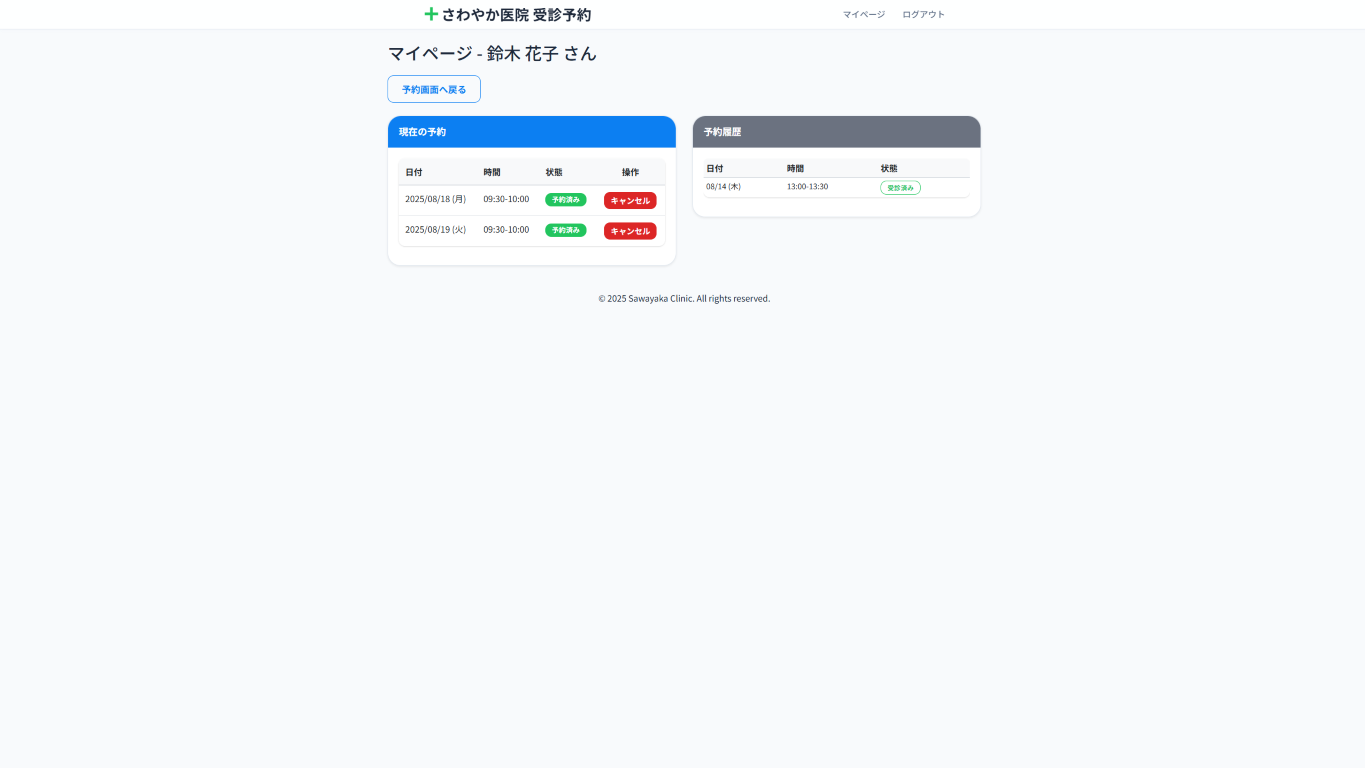 さわやか医院 受診予約
マイページ ログアウト
マイページ - 鈴木 花子 さん
予約画面へ戻る
現在の予約
日付 時間 状態 操作
2025/08/18 (月) 09:30-10:00 予約済み キャンセル
2025/08/19 (火) 09:30-10:00 予約済み キャンセル
予約履歴
日付 時間 状態
08/14 (木) 13:00-13:30 受診済み
© 2025 Sawayaka Clinic. All rights reserved.